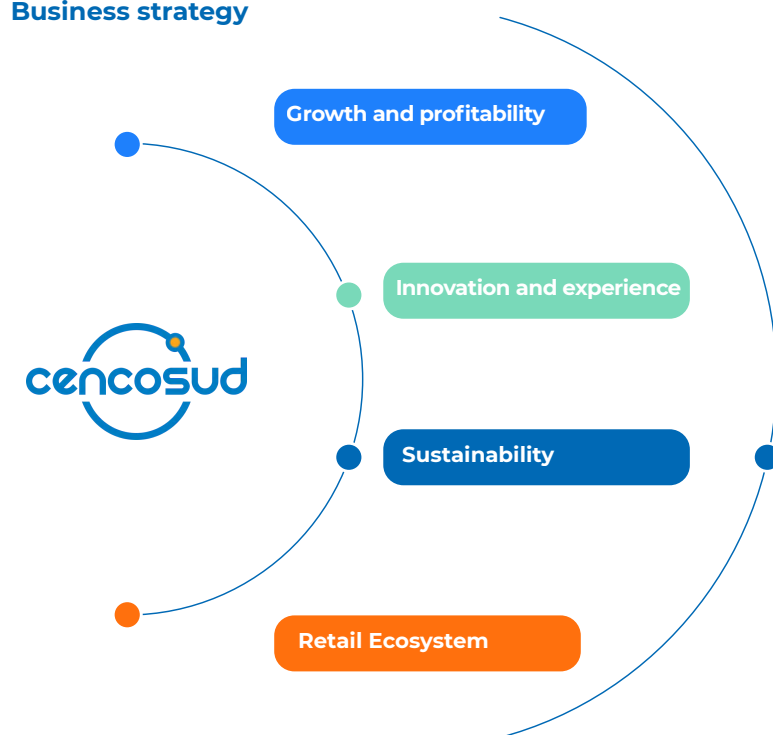 Business strategy
Growth and profitability
Innovation and experience
cencosud
Sustainability
Retail Ecosystem